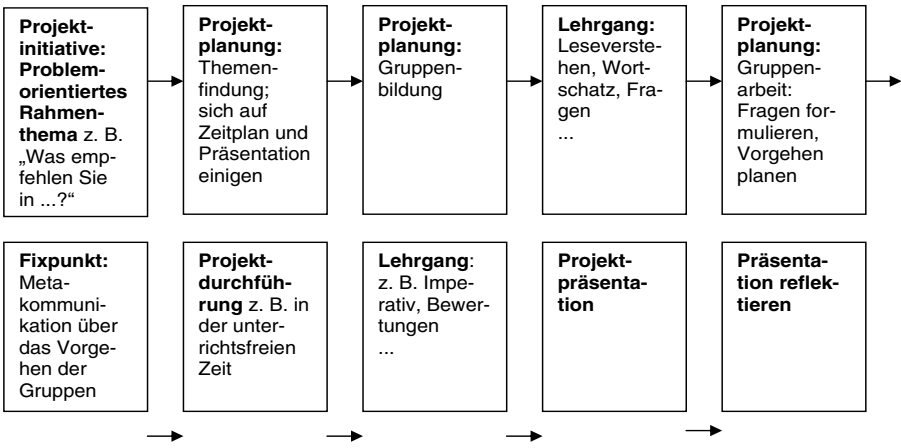 Projekt-
initiative:
Problem-
orientiertes
Rahmen-
thema z. B.
„Was emp-
fehlen Sie
in ...?“
Projekt-
planung:
Themen-
findung;
sich auf
Zeitplan und
Präsentation
einigen
Projekt-
planung:
Gruppen-
bildung
Lehrgang:
Leseverste-
hen, Wort-
schatz, Fra-
gen
...
Projekt-
planung:
Gruppen-
arbeit:
Fragen for-
mulieren,
Vorgehen
planen
Fixpunkt:
Meta-
kommuni-
kation über
das Vorge-
hen der
Gruppen
Projekt-
durchfüh-
rung z. B. in
der unter-
richtsfreien
Zeit
Lehrgang:
z. B. Impe-
rativ, Bewer-
tungen
...
Projekt-
präsenta-
tion
Präsenta-
tion reflek-
tieren